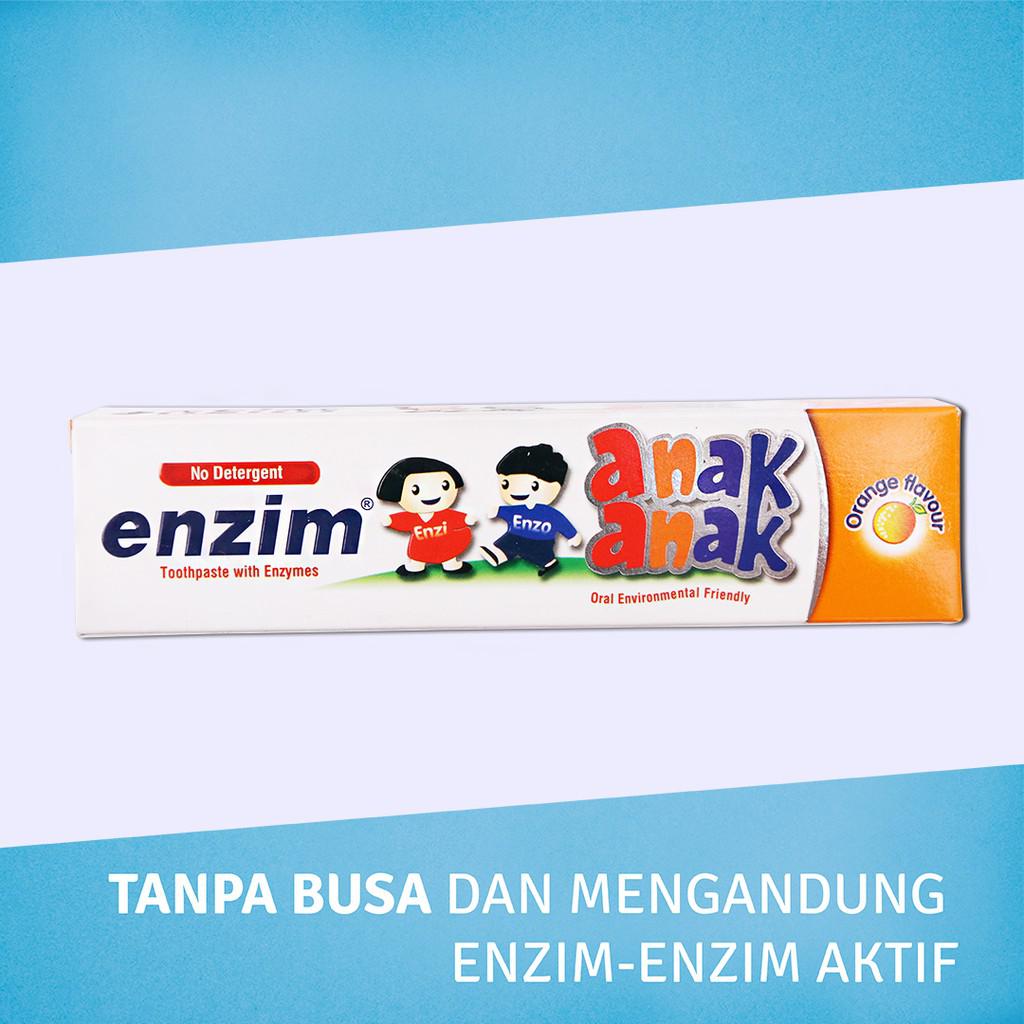 No Detergent
enzim®
Toothpaste with Enzymes
Enzi
Enzo
anak
anak
Oral Environmental Friendly
Orange flavour
TANPA BUSA DAN MENGANDUNG
ENZIM-ENZIM AKTIF